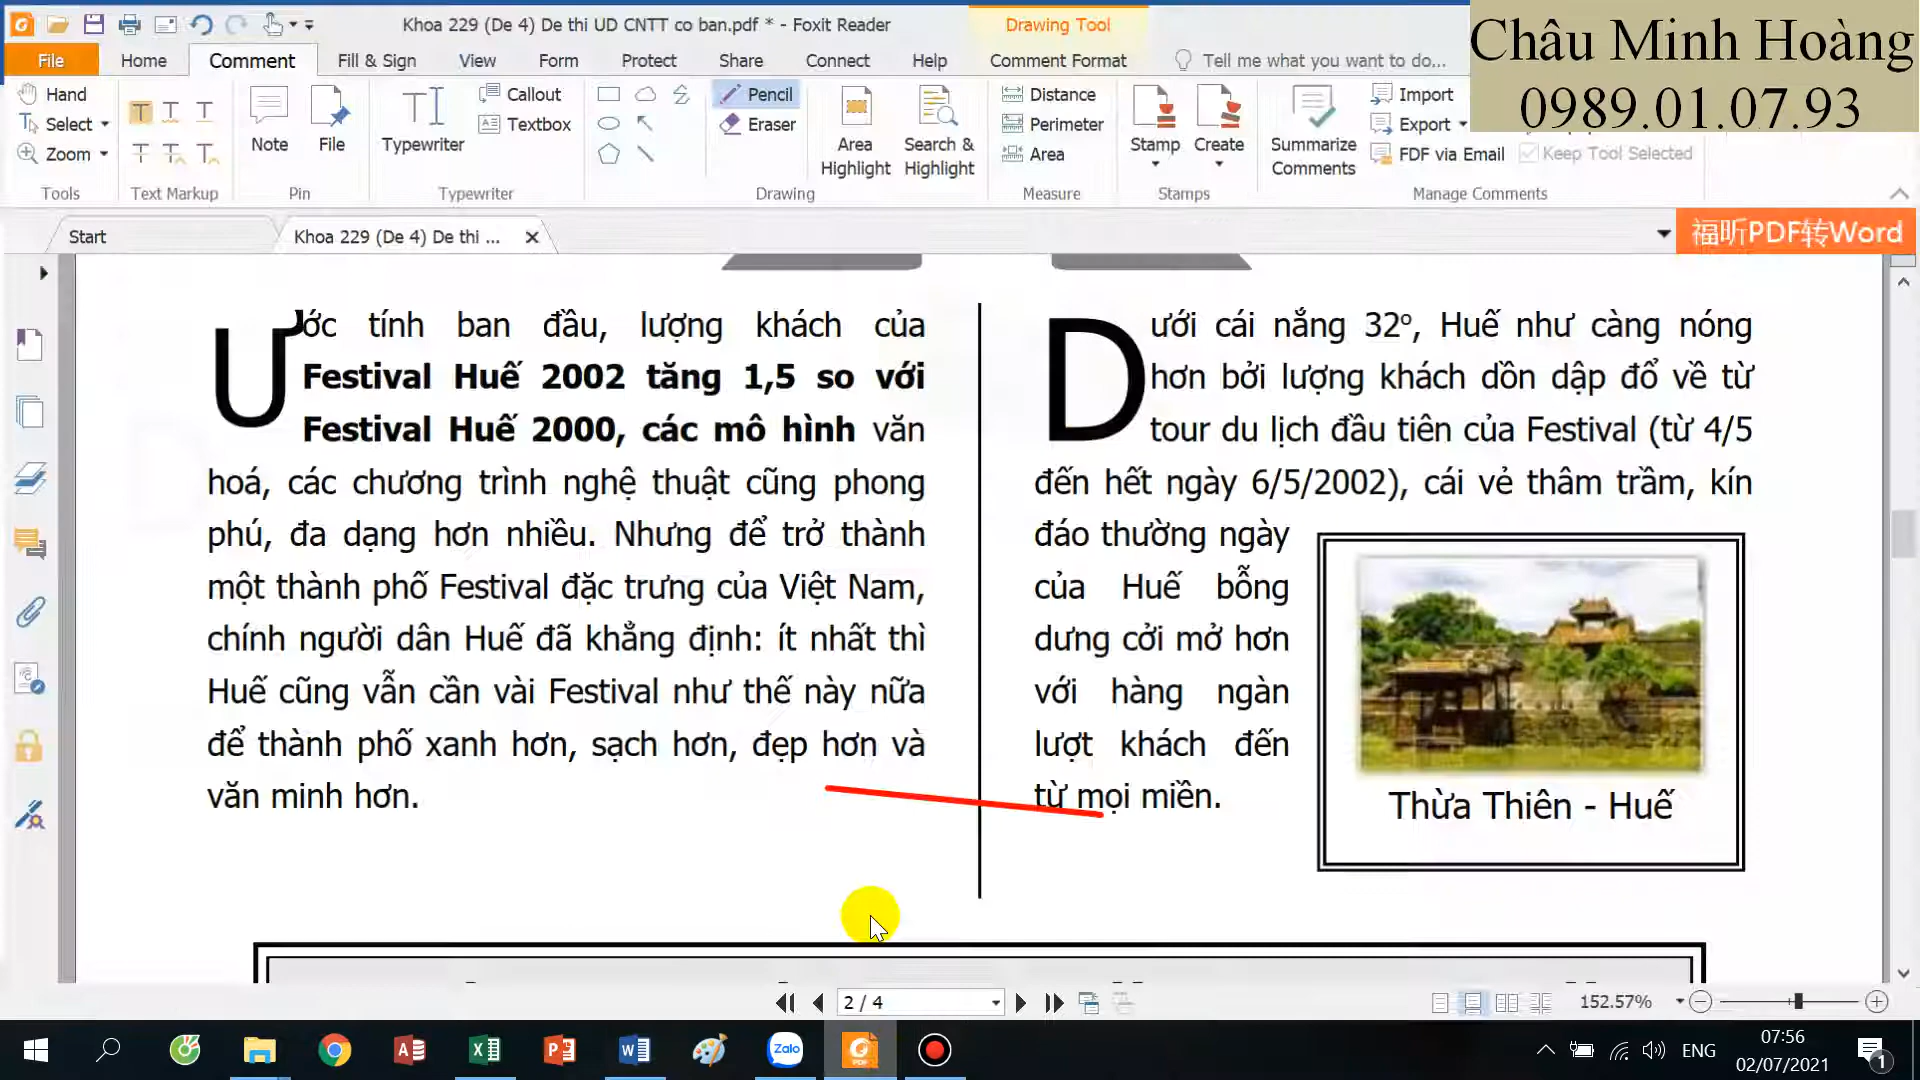 Khoa 229 (De 4) De thi UD CNTT co ban.pdf * - Foxit Reader
Drawing Tool
Châu Minh Hoàng
0989.01.07.93
File Home Comment Fill & Sign View Form Protect Share Connect Help Comment Format Tell me what you want to do...
Hand
Select
Zoom
Tools
Text Markup
Note
File
Pin
Typewriter
Callout
Textbox
Typewriter
Pencil
Eraser
Area
Highlight
Search &
Highlight
Drawing
Distance
Perimeter
Area
Measure
Stamp
Create
Stamps
Summarize
Comments
Import
Export
FDF via Email
Keep Tool Selected
Manage Comments
Start
Khoa 229 (De 4) De thi ...
福昕PDF转Word
Ước tính ban đầu, lượng khách của
Festival Huế 2002 tăng 1,5 so với
Festival Huế 2000, các mô hình văn
hoá, các chương trình nghệ thuật cũng phong
phú, đa dạng hơn nhiều. Nhưng để trở thành
một thành phố Festival đặc trưng của Việt Nam,
chính người dân Huế đã khẳng định: ít nhất thì
Huế cũng vẫn cần vài Festival như thế này nữa
để thành phố xanh hơn, sạch hơn, đẹp hơn và
văn minh hơn.
Dưới cái nắng 32º, Huế như càng nóng
hơn bởi lượng khách dồn dập đổ về từ
tour du lịch đầu tiên của Festival (từ 4/5
đến hết ngày 6/5/2002), cái vẻ thâm trầm, kín
đáo thường ngày
của Huế bỗng
dưng cởi mở hơn
với hàng ngàn
lượt khách đến
từ mọi miền.
Thừa Thiên - Huế
2 / 4
152.57%
Zalo
ENG
07:56
02/07/2021
1